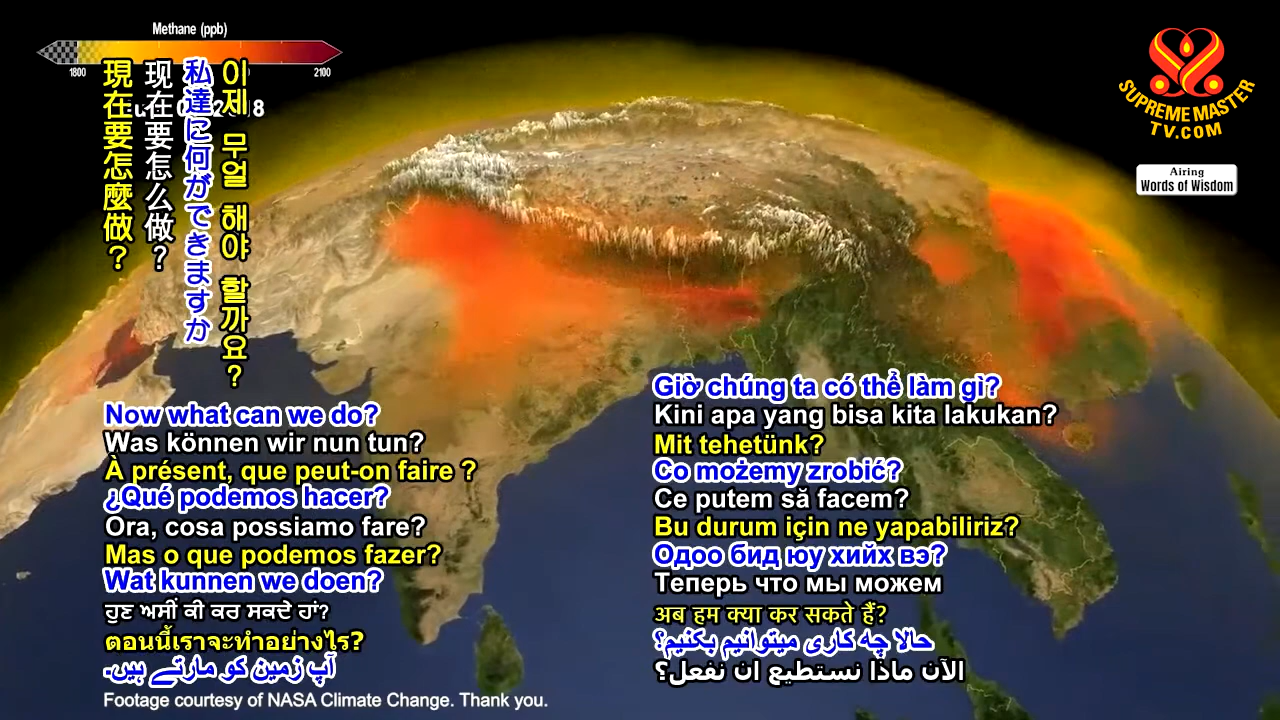 Methane (ppb)
1800
2100
SUPREME MASTER
TV.COM
Airing
Words of Wisdom
現在要怎麼做？
现在要怎么做？
私達に何ができますか
이제 무얼 해야 할까요？
Now what can we do?
Was können wir nun tun?
À présent, que peut-on faire ?
¿Qué podemos hacer?
Ora, cosa possiamo fare?
Mas o que podemos fazer?
Wat kunnen we doen?
ਹੁਣ ਅਸੀਂ ਕੀ ਕਰ ਸਕਦੇ ਹਾਂ?
ตอนนี้เราจะทำอย่างไร?
آپ زمین کو مارتے ہیں.
Giờ chúng ta có thể làm gì?
Kini apa yang bisa kita lakukan?
Mit tehetünk?
Co możemy zrobić?
Ce putem să facem?
Bu durum için ne yapabiliriz?
Одоо бид юу хийх вэ?
Теперь что мы можем
अब हम क्या कर सकते हैं?
حالا چه کاری میتوانیم بکنیم؟
الآن ماذا نستطيع ان نفعل؟
Footage courtesy of NASA Climate Change. Thank you.